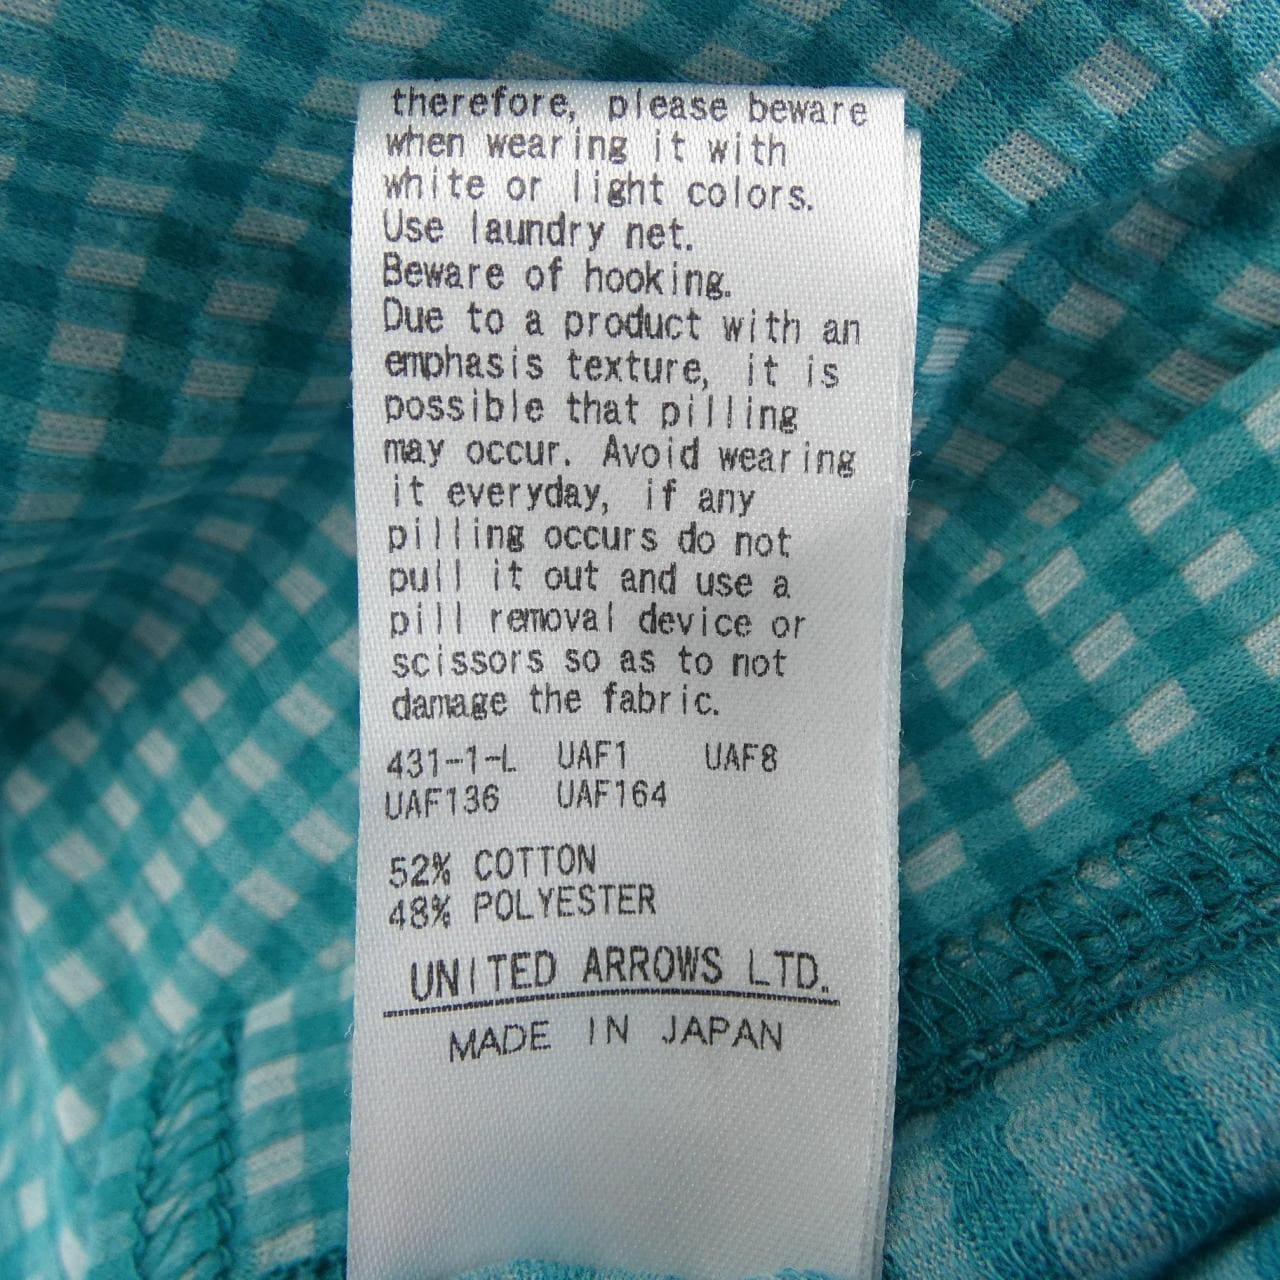 therefore, please beware
when wearing it with
white or light colors.
Use laundry net.
Beware of hooking.
Due to a product with an
emphasis texture, it is
possible that pilling
may occur. Avoid wearing
it everyday, if any
pilling occurs do not
pull it out and use a
pill removal device or
scissors so as to not
damage the fabric.
431-1-L UAF1 UAF8
UAF136 UAF164
52% COTTON
48% POLYESTER
UNITED ARROWS LTD.
MADE IN JAPAN